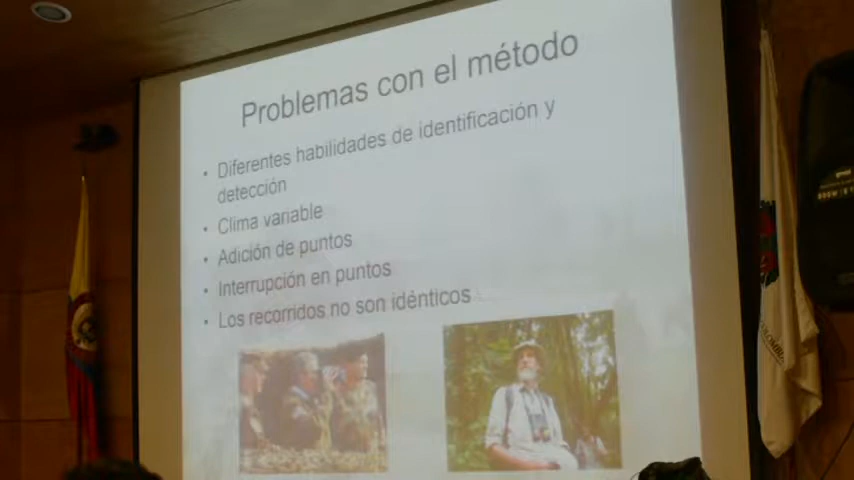 Problemas con el método
• Diferentes habilidades de identificación y
detección
• Clima variable
• Adición de puntos
• Interrupción en puntos
• Los recorridos no son idénticos